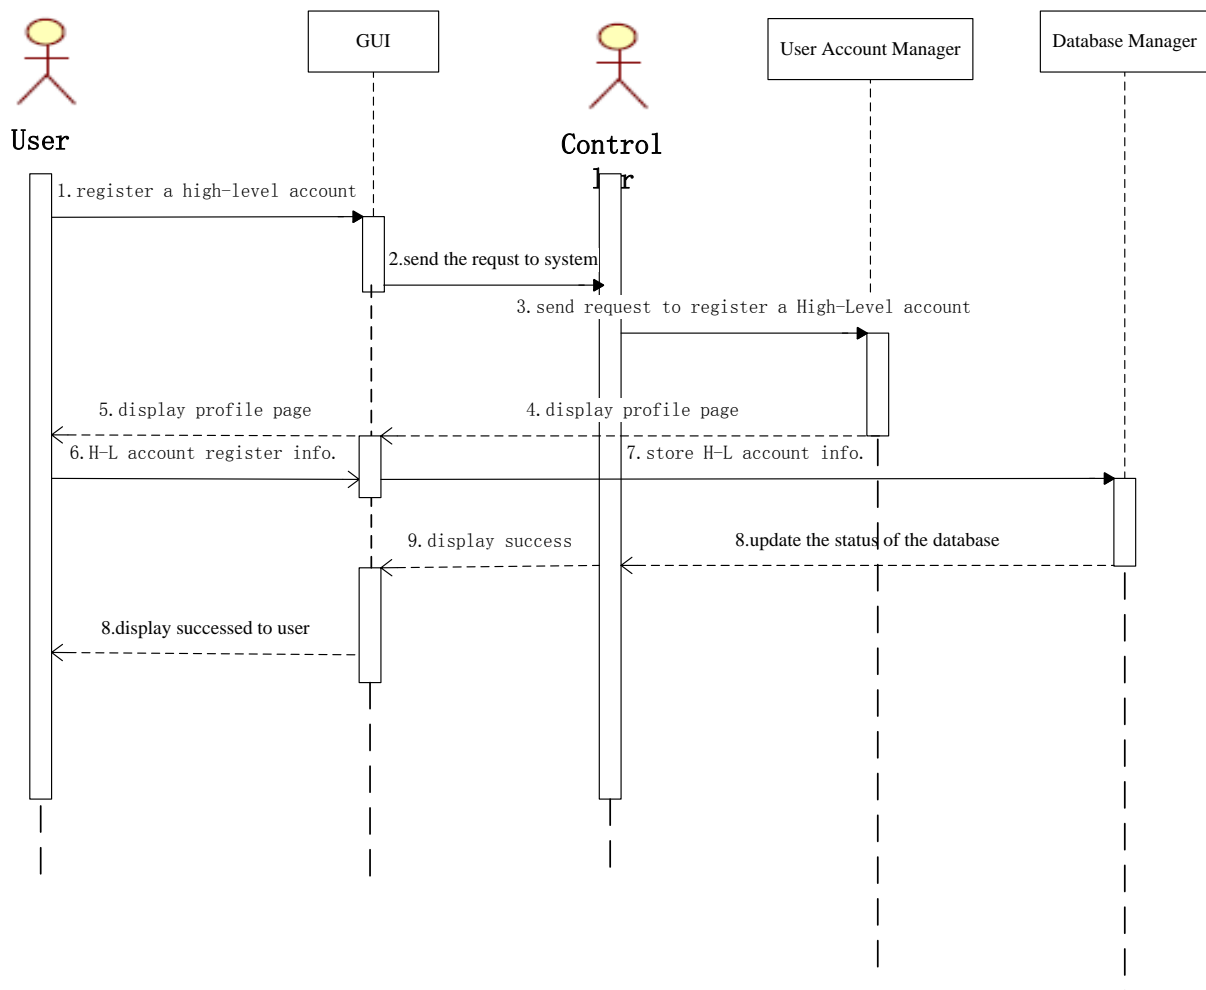 GUI
User Account Manager
Database Manager
User
Control
1.register a high-level account
2.send the requst to system
3.send request to register a High-Level account
5.display profile page
4.display profile page
6.H-L account register info.
7.store H-L account info.
9.display success
8.update the status of the database
8.display successed to user